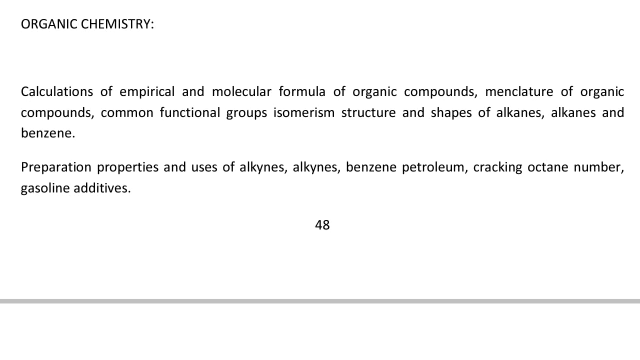 ORGANIC CHEMISTRY:
Calculations of empirical and molecular formula of organic compounds, menclature of organic
compounds, common functional groups isomerism structure and shapes of alkanes, alkanes and
benzene.
Preparation properties and uses of alkynes, alkynes, benzene petroleum, cracking octane number,
gasoline additives.
48